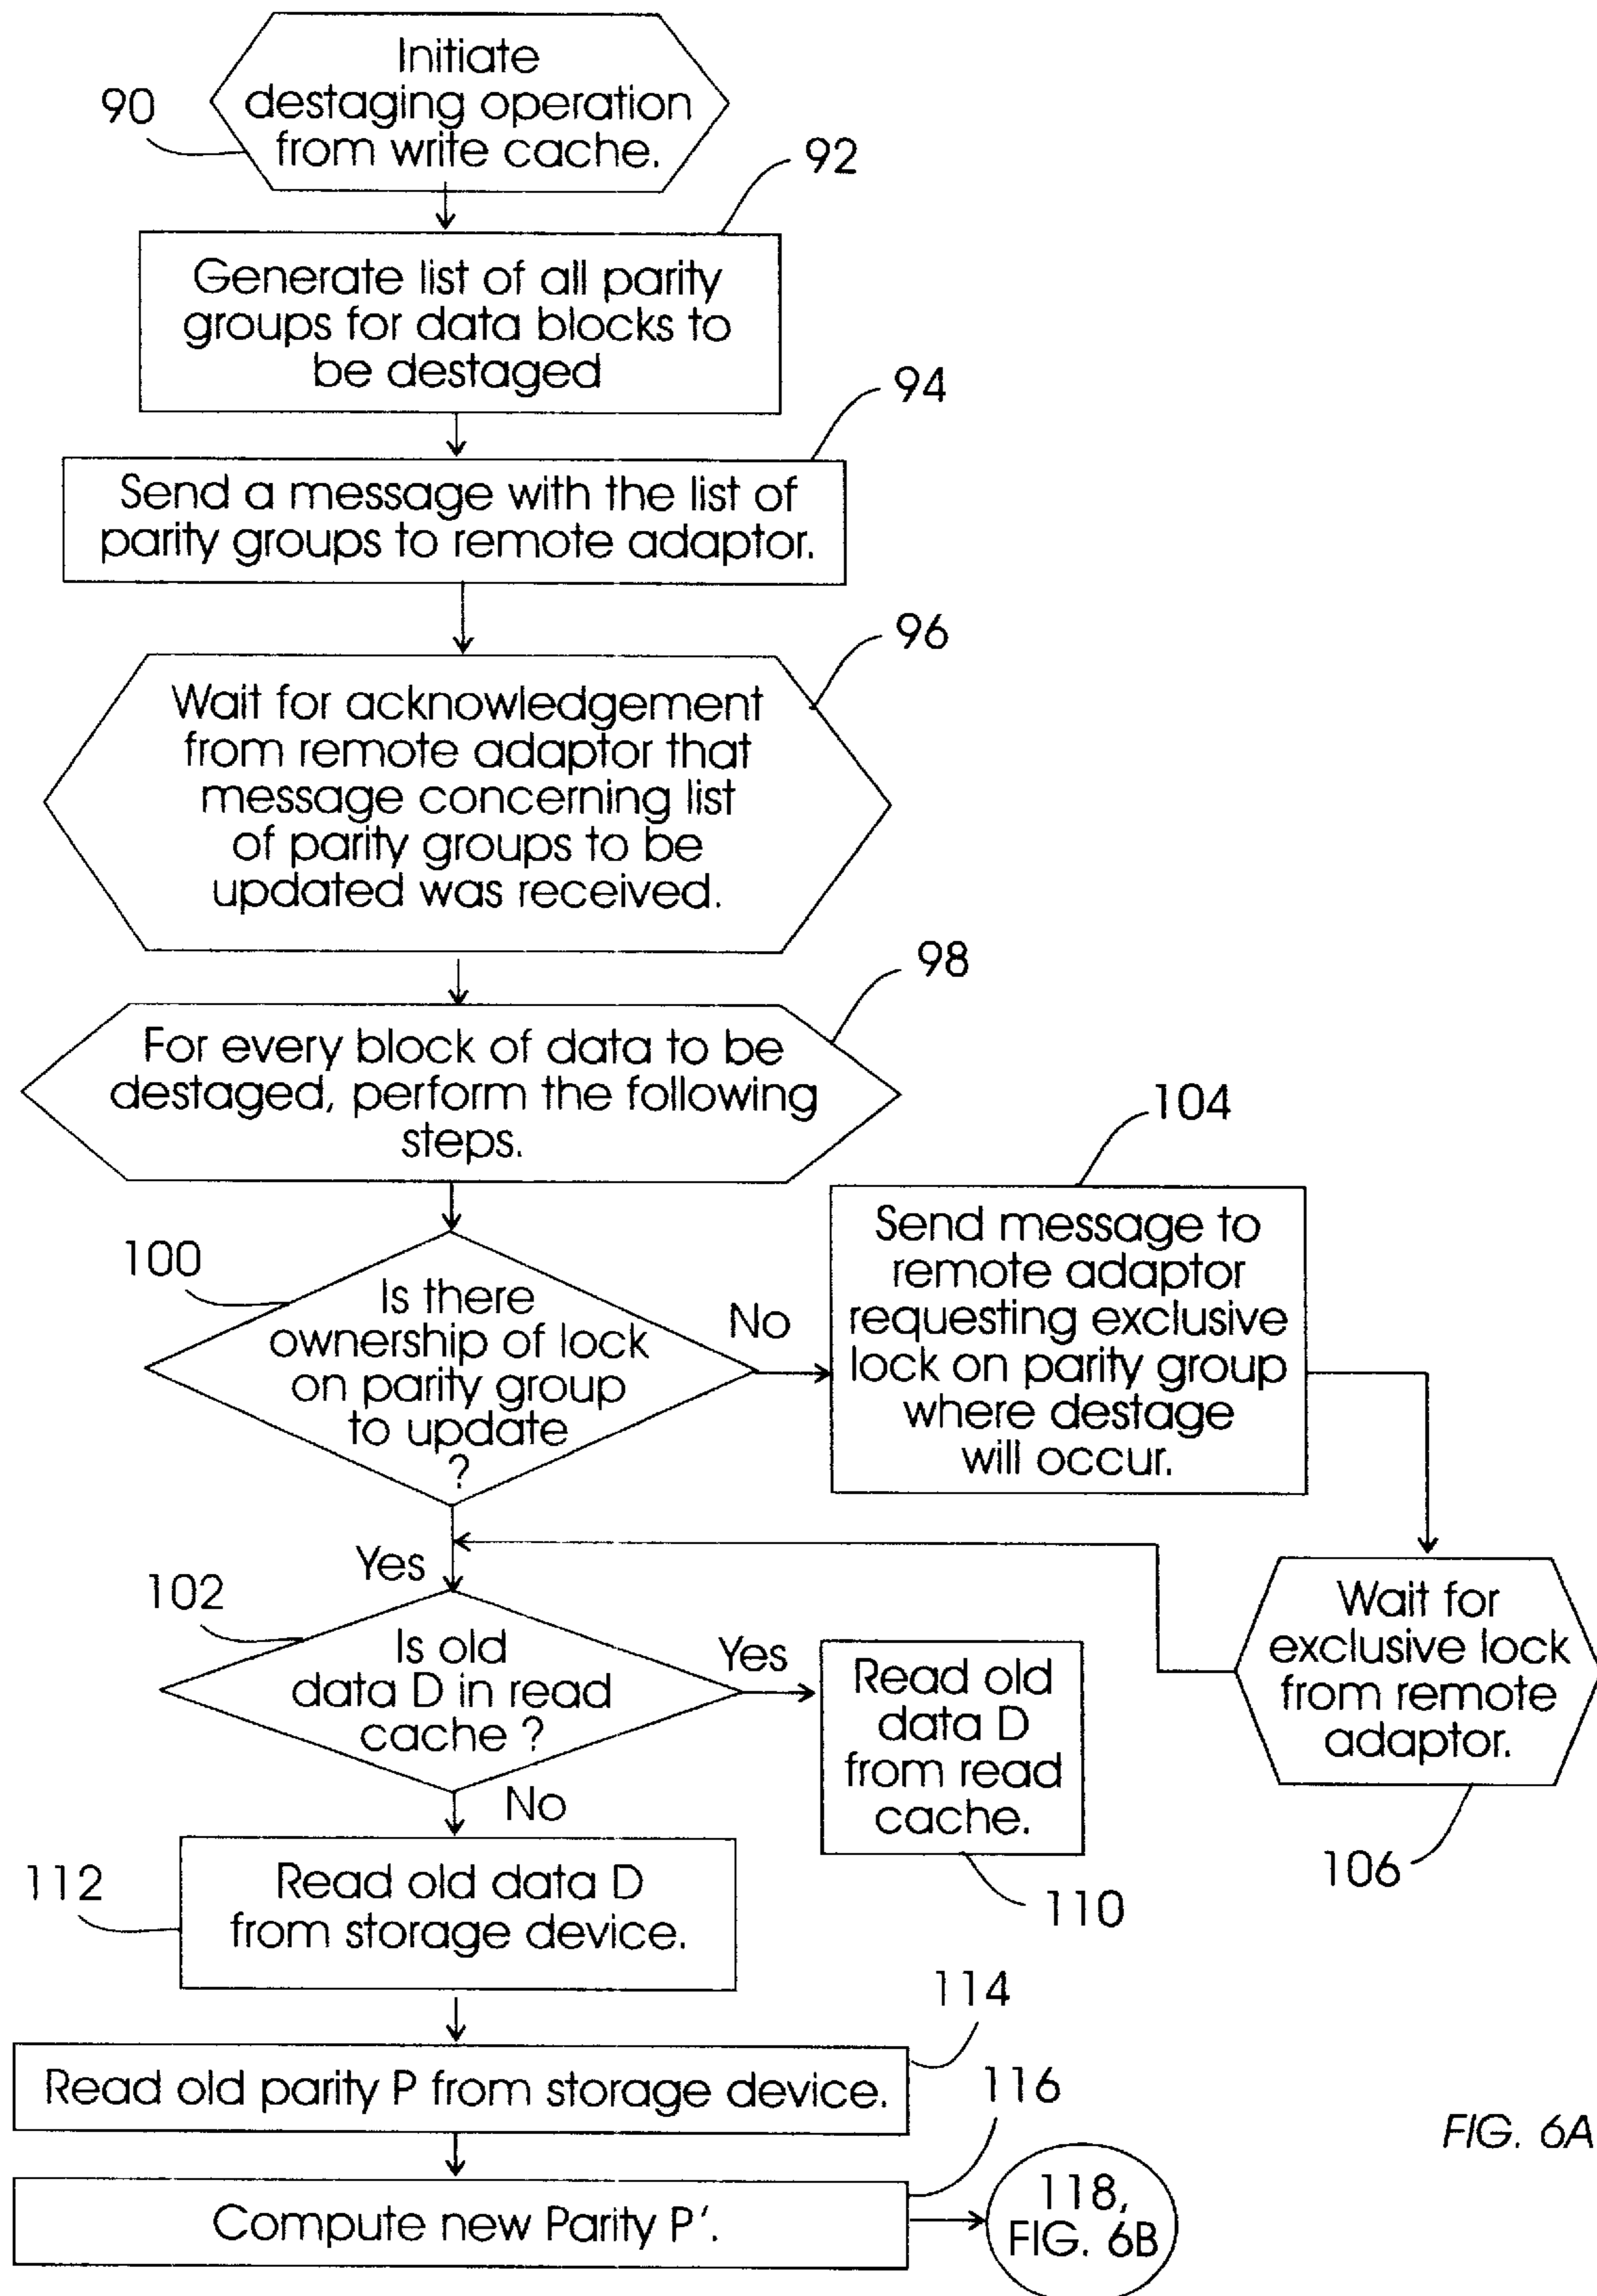 Initiate
destaging operation
from write cache.
90
92
Generate list of all parity
groups for data blocks to
be destaged
94
Send a message with the list of
parity groups to remote adaptor.
96
Wait for acknowledgement
from remote adaptor that
message concerning list
of parity groups to be
updated was received.
98
For every block of data to be
destaged, perform the following
steps.
104
Send message to
remote adaptor
requesting exclusive
lock on parity group
where destage
will occur.
100
Is there
ownership of lock
on parity group
to update
?
No
Yes
102
Is old
data D in read
cache ?
Yes
Read old
data D
from read
cache.
110
Wait for
exclusive lock
from remote
adaptor.
106
No
112
Read old data D
from storage device.
114
Read old parity P from storage device.
116
Compute new Parity P'.
118,
FIG. 6B
FIG. 6A